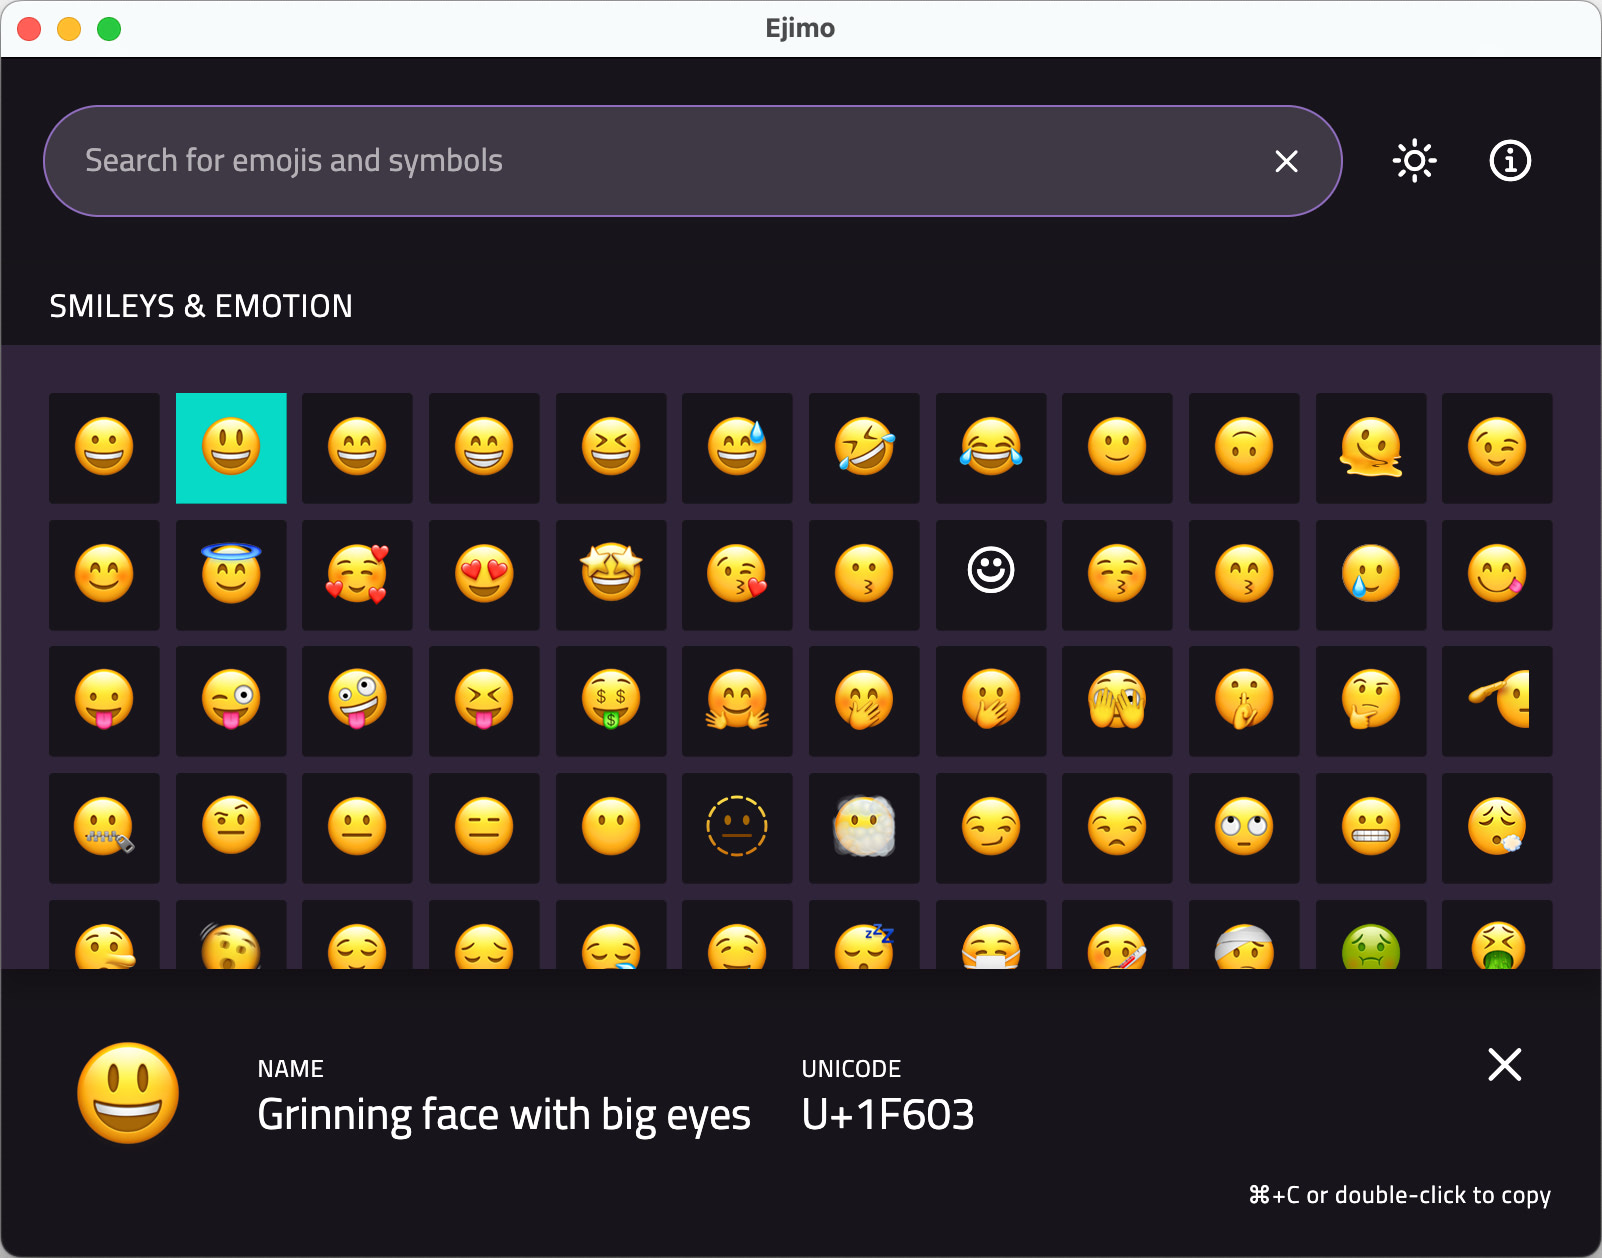 Ejimo
Search for emojis and symbols
SMILEYS & EMOTION
NAME
Grinning face with big eyes
UNICODE
U+1F603
⌘+C or double-click to copy